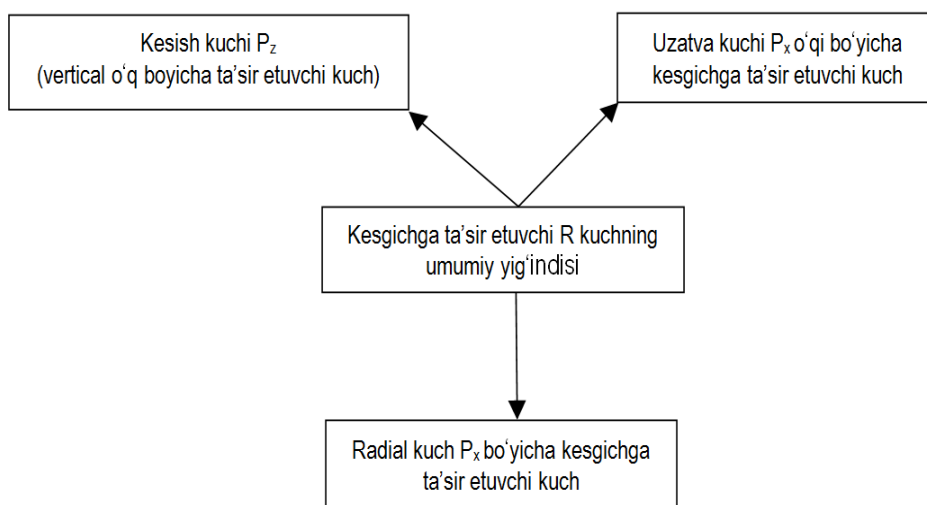 Kesish kuchi Pz
(vertical o‘q boyicha ta’sir etuvchi kuch)
Uzatva kuchi Px o‘qi bo‘yicha
kesgichga ta’sir etuvchi kuch
Kesgichga ta’sir etuvchi R kuchning
umumiy yig‘indisi
Radial kuch Px bo‘yicha kesgichga
ta’sir etuvchi kuch